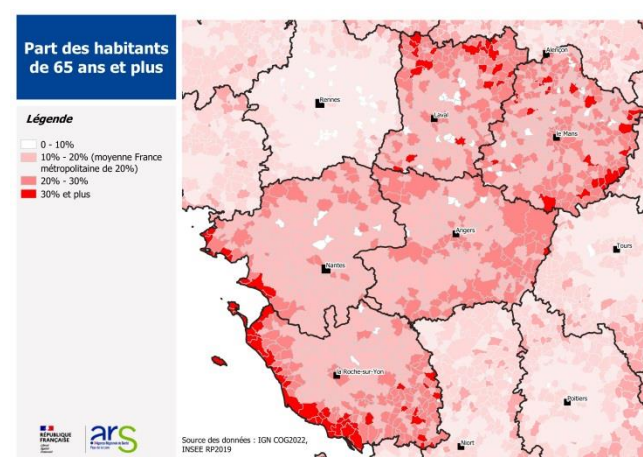 Part des habitants
de 65 ans et plus
Légende
0 - 10%
10% - 20% (moyenne France
métropolitaine de 20%)
20% - 30%
30% et plus
Alençon
Rennes
Laval
le Mans
Angers
Tours
Nantes
la Roche-sur-Yon
Poitiers
Niort
RÉPUBLIQUE
FRANÇAISE
ars
Source des données : IGN COG2022,
INSEE RP2019